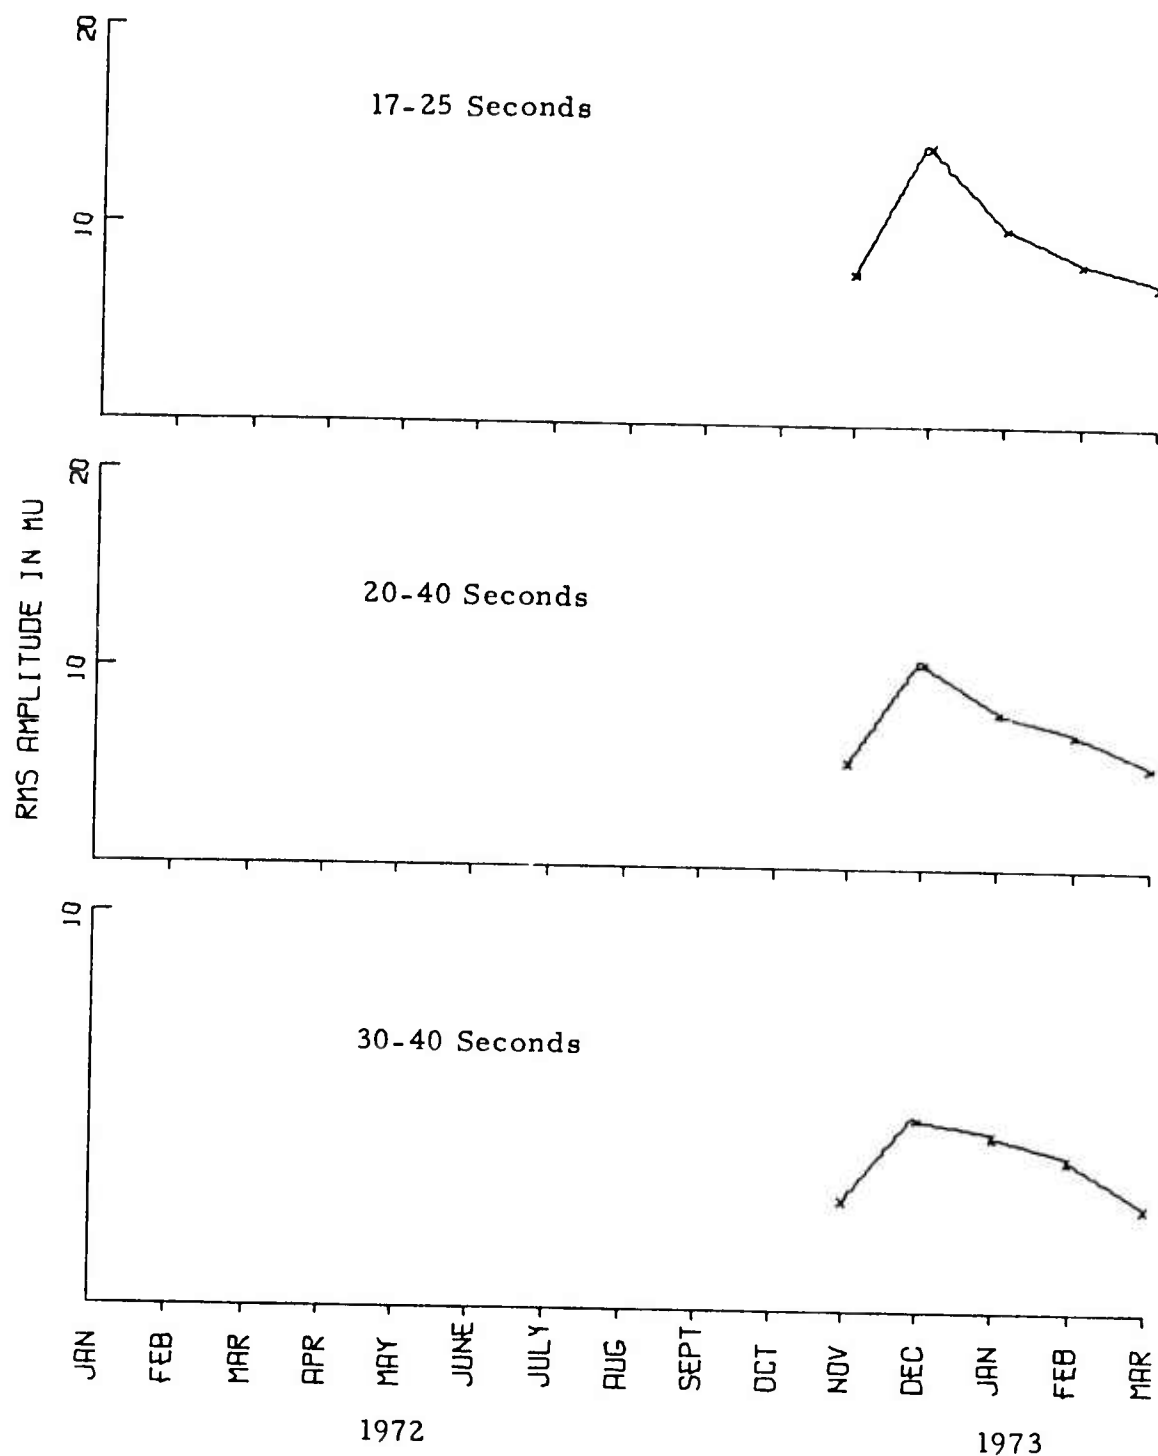 20
17-25 Seconds
10
20
RMS AMPLITUDE IN MU
20-40 Seconds
10
10
30-40 Seconds
JAN FEB MAR APR MAY JUNE JULY AUG SEPT OCT NOV DEC JAN FEB MAR
1972 1973